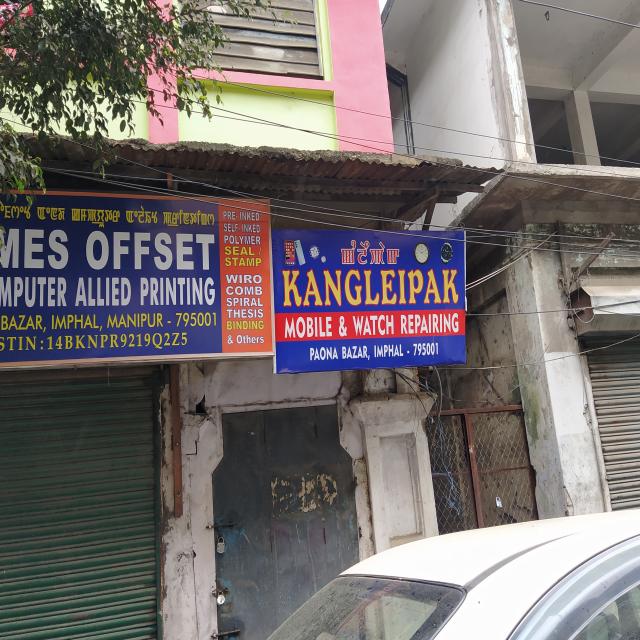 MES OFFSET
MPUTER ALLIED PRINTING
BAZAR, IMPHAL, MANIPUR - 795001
STIN : 14BKNPR9219Q2Z5
PRE-INKED
SELF-INKED
POLYMER
SEAL /
STAMP
WIRO
COMB
SPIRAL
THESIS
BINDING
& Others
KANGLEIPAK
MOBILE & WATCH REPAIRING
PAONA BAZAR, IMPHAL - 795001